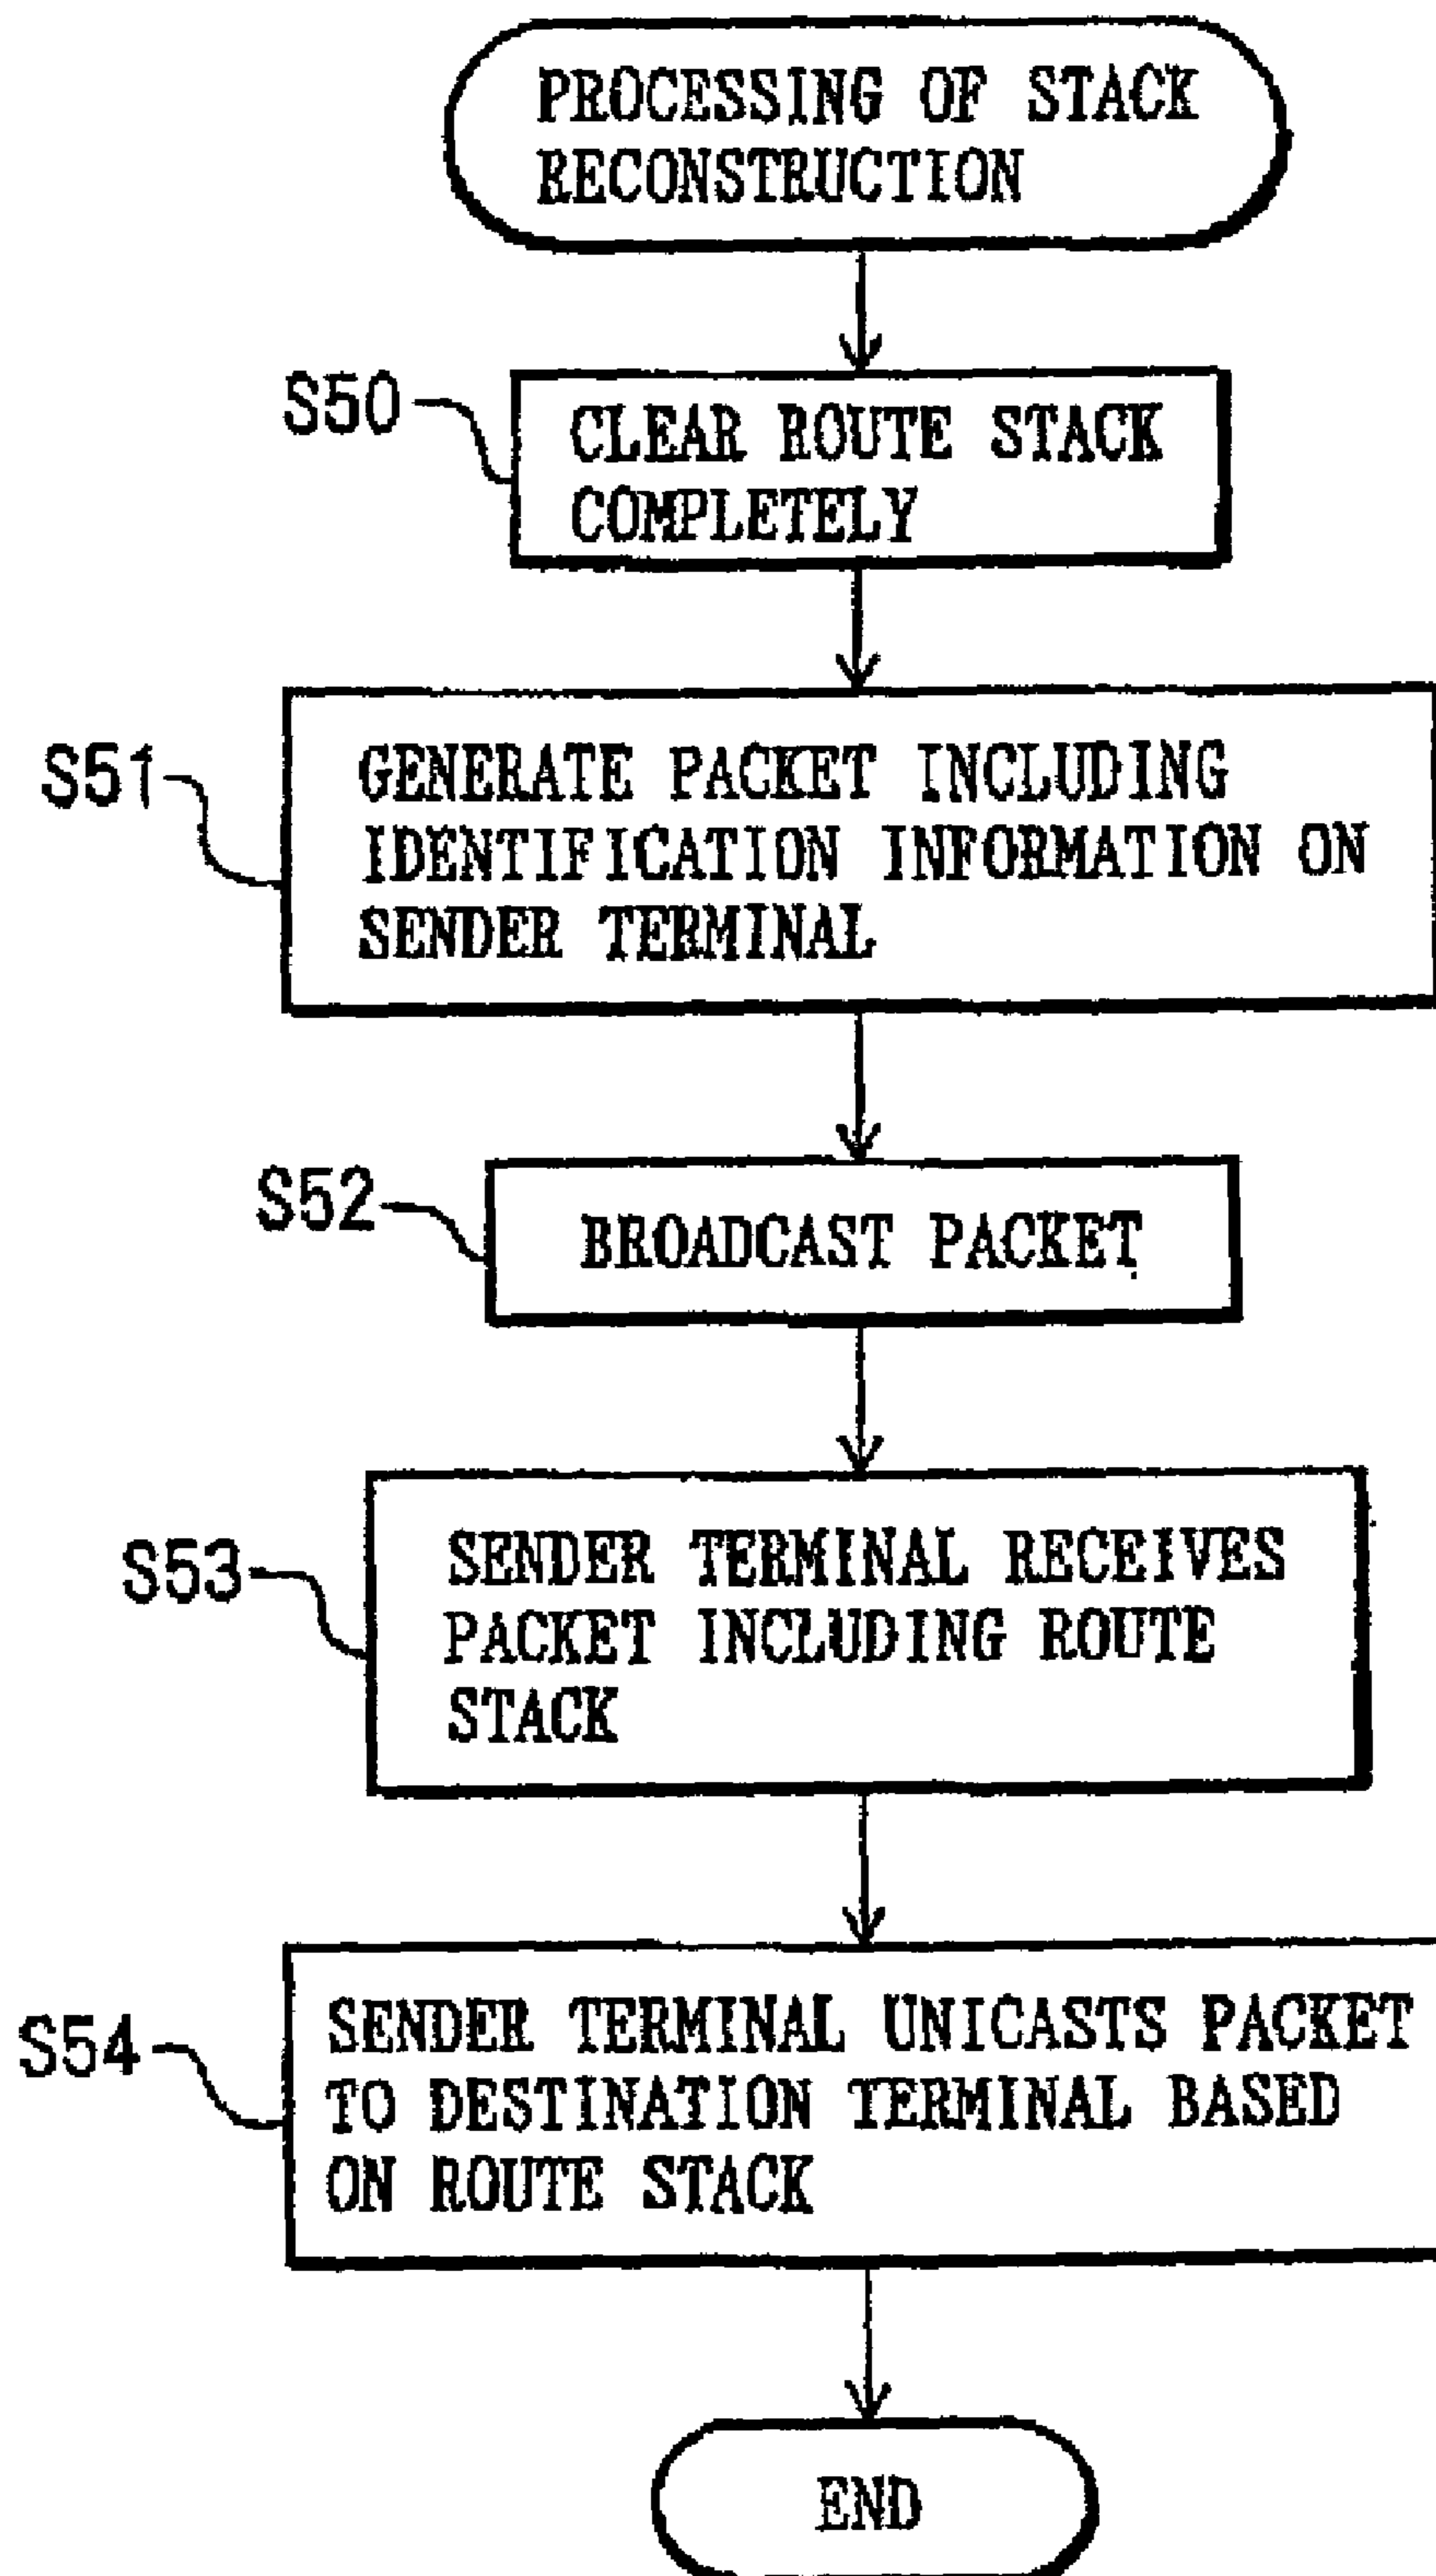 PROCESSING OF STACK
RECONSTRUCTION
S50
CLEAR ROUTE STACK
COMPLETELY
S51
GENERATE PACKET INCLUDING
IDENTIFICATION INFORMATION ON
SENDER TERMINAL
S52
BROADCAST PACKET
S53
SENDER TERMINAL RECEIVES
PACKET INCLUDING ROUTE
STACK
S54
SENDER TERMINAL UNICASTS PACKET
TO DESTINATION TERMINAL BASED
ON ROUTE STACK
END